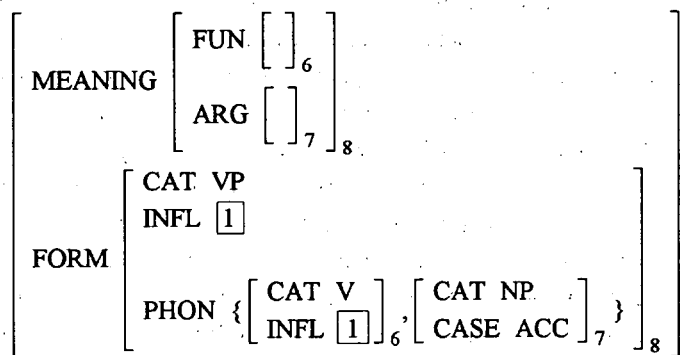 FUN [ ]6
MEANING
ARG [ ]7
8
CAT VP
INFL 1
FORM
PHON { [ CAT V INFL 1 ]6 , [ CAT NP CASE ACC ]7 }
8